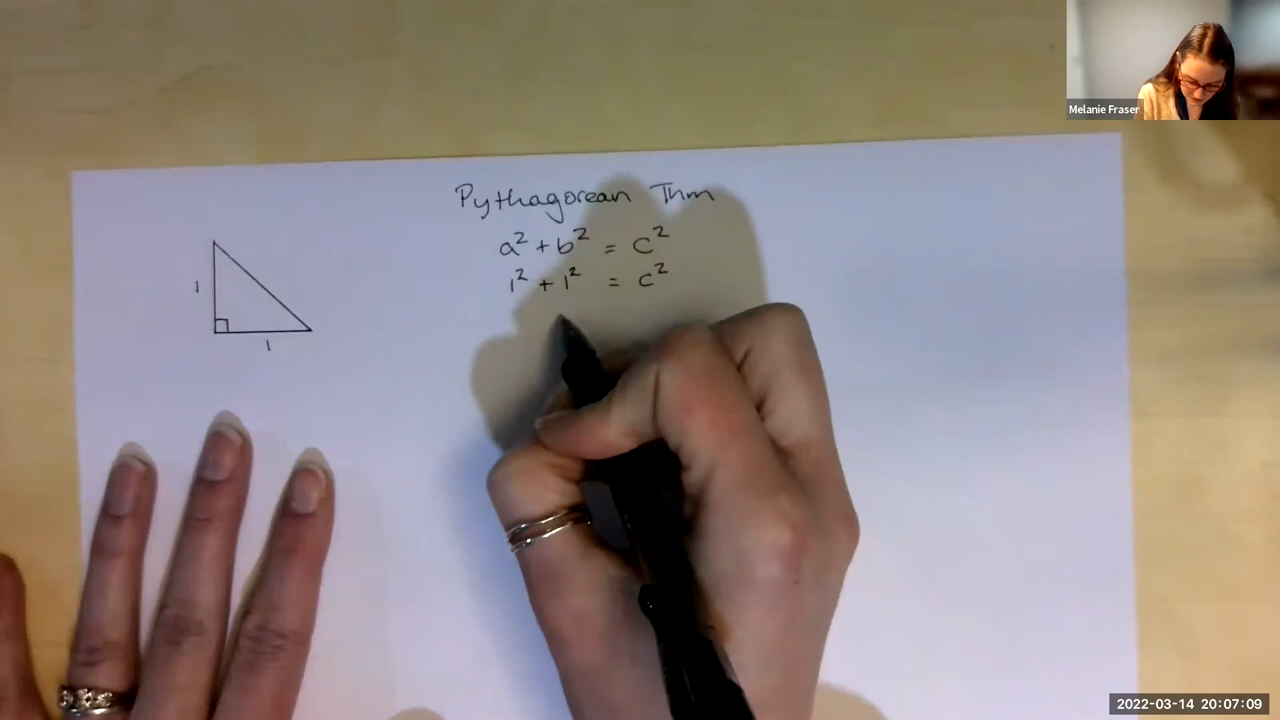 Melanie Fraser
Pythagorean Thm
a² + b² = c²
1² + 1² = c²
1
1
2022-03-14 20:07:09